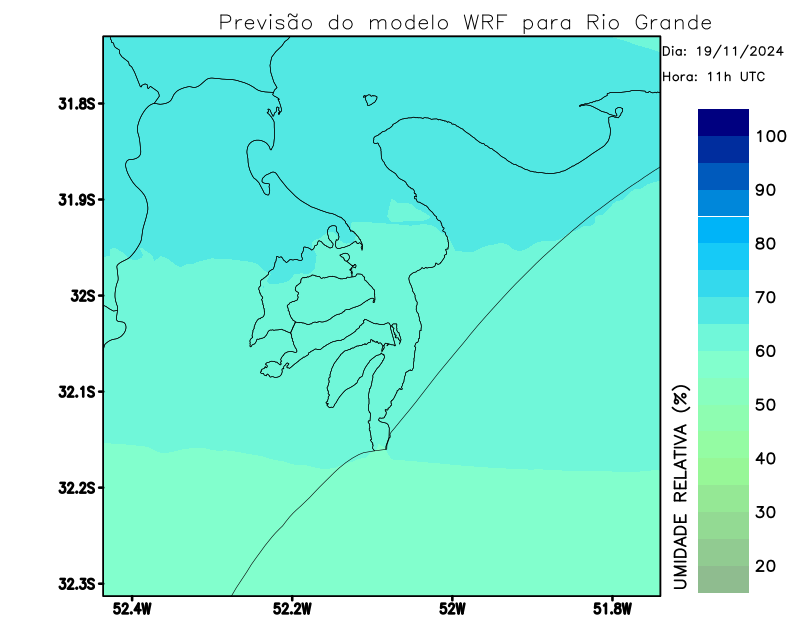 Previsão do modelo WRF para Rio Grande
Dia: 19/11/2024
Hora: 11h UTC
31.8S
31.9S
32S
32.1S
32.2S
32.3S
52.4W
52.2W
52W
51.8W
UMIDADE RELATIVA (%)
100
90
80
70
60
50
40
30
20